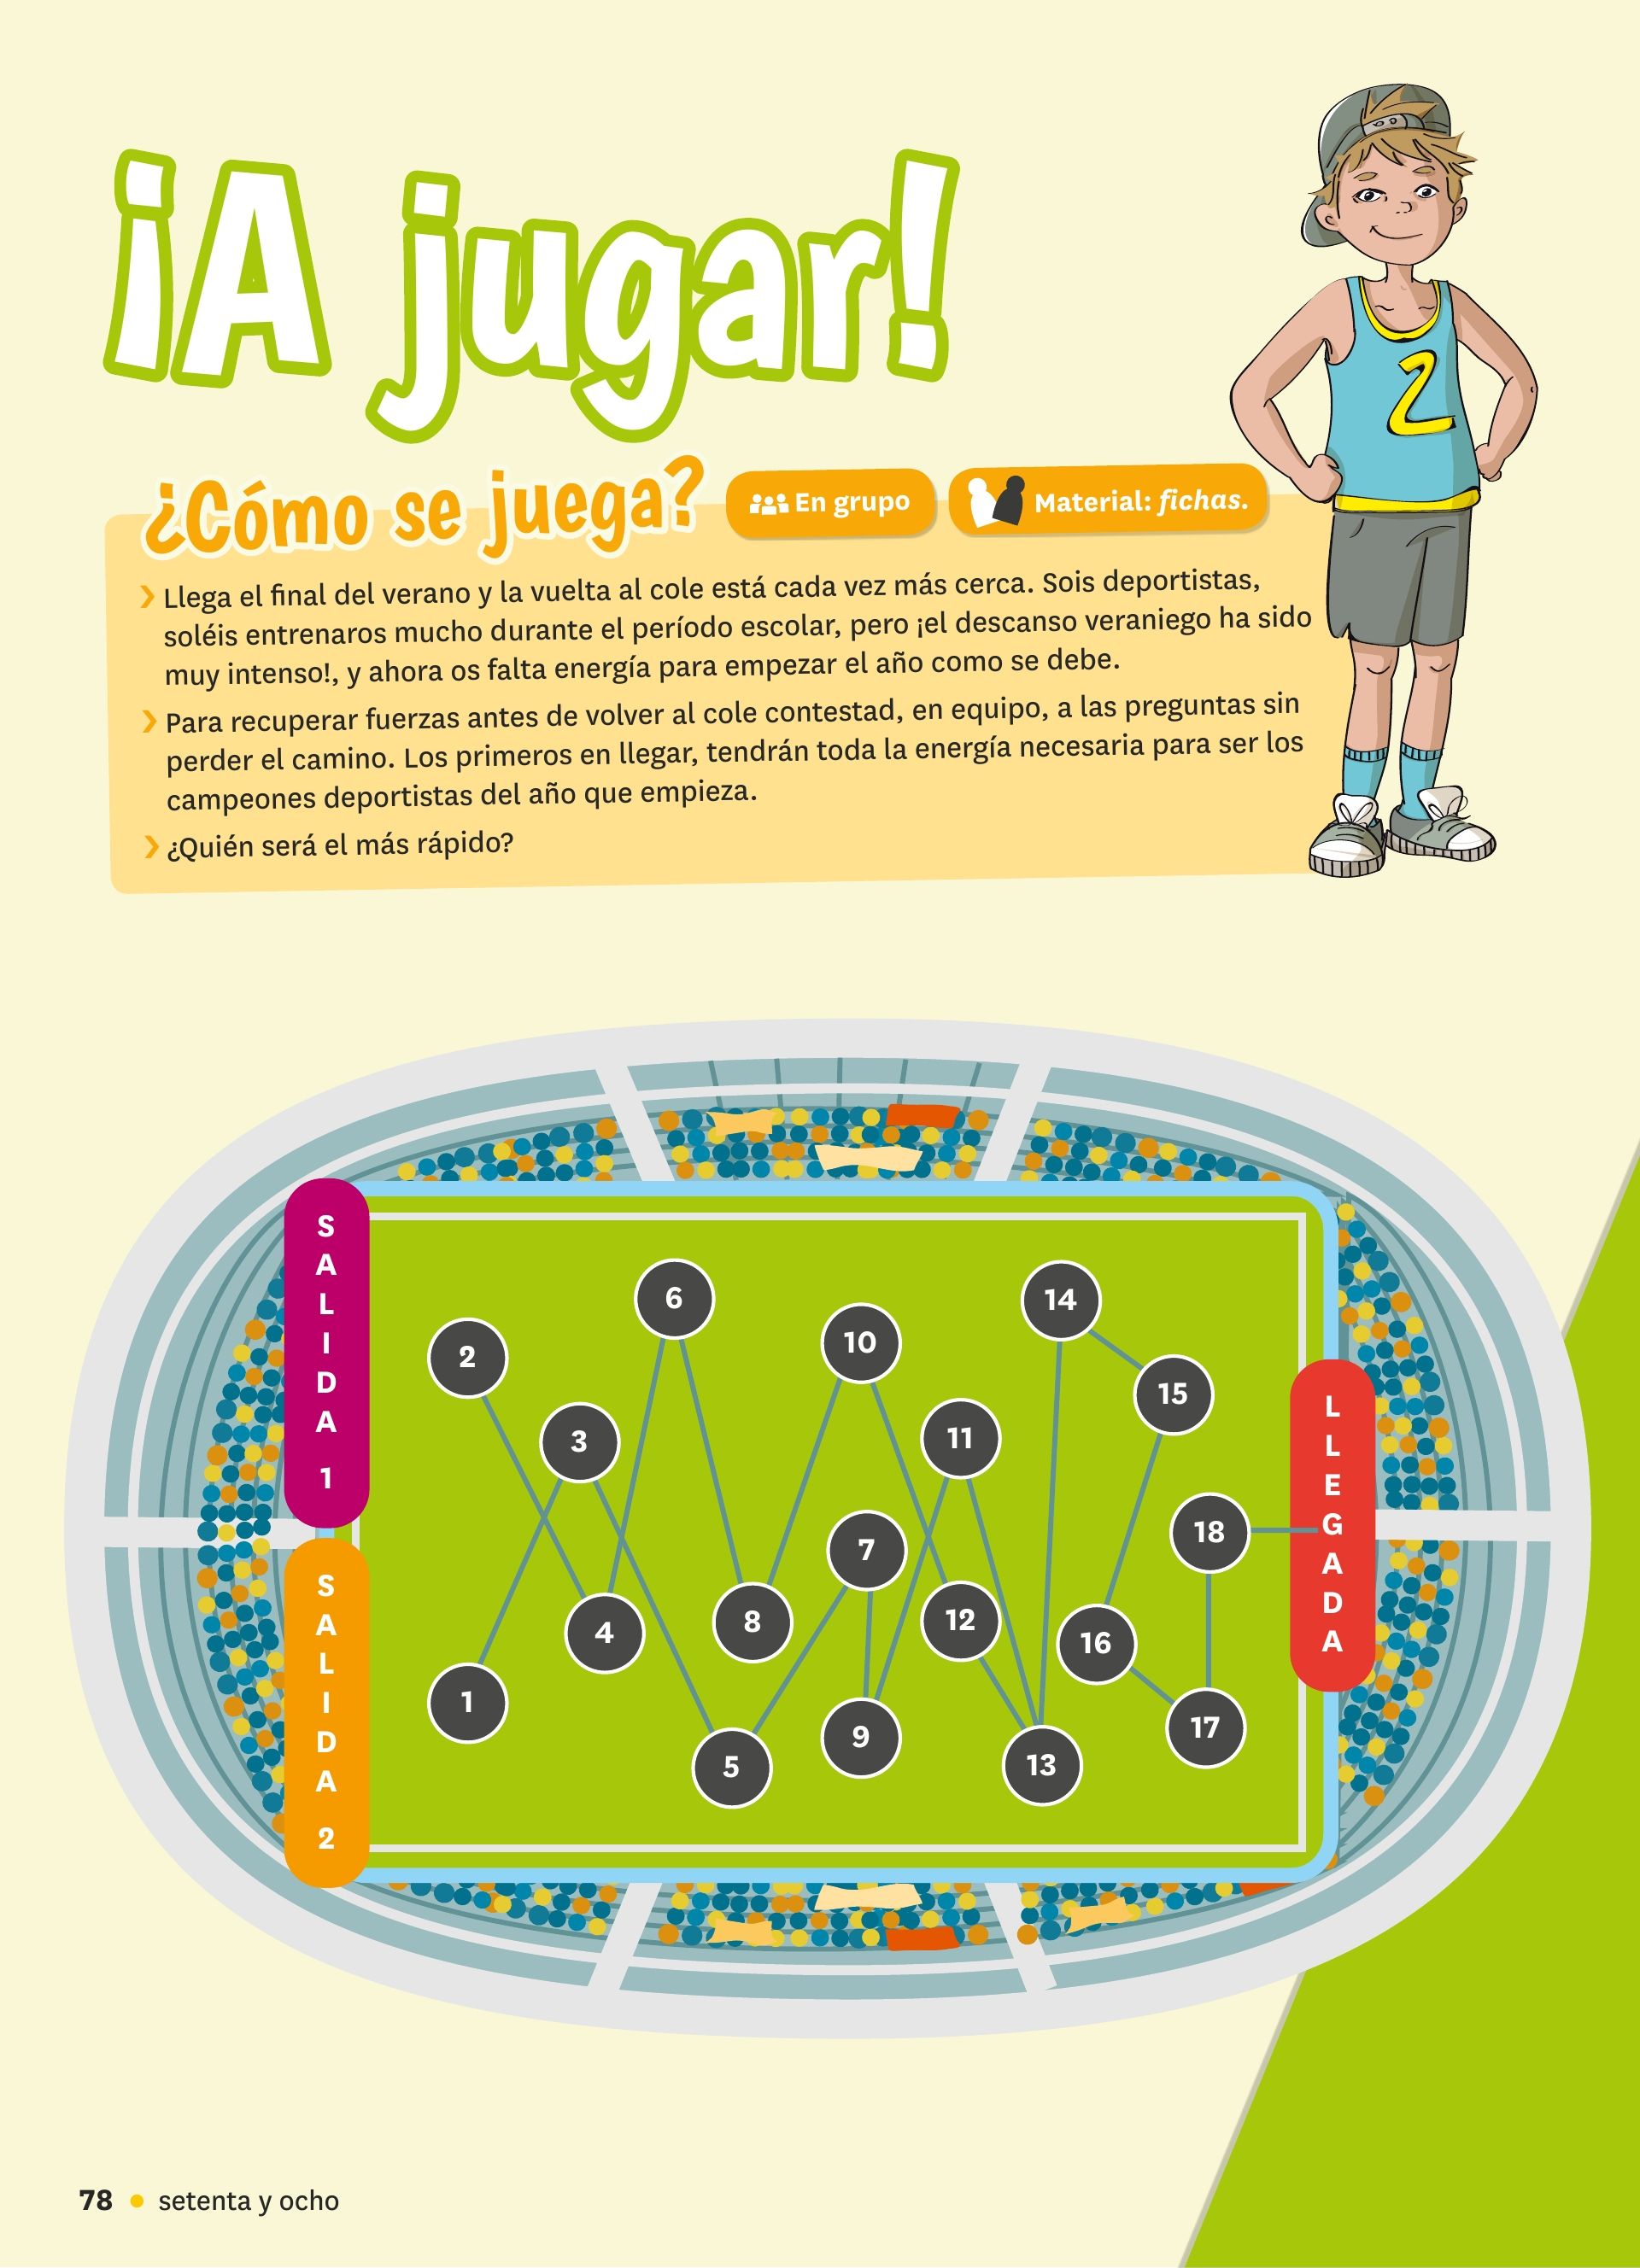 ¡A jugar!
¿Cómo se juega?
En grupo
Material: fichas.
› Llega el final del verano y la vuelta al cole está cada vez más cerca. Sois deportistas,
soléis entrenaros mucho durante el período escolar, pero ¡el descanso veraniego ha sido
muy intenso!, y ahora os falta energía para empezar el año como se debe.
› Para recuperar fuerzas antes de volver al cole contestad, en equipo, a las preguntas sin
perder el camino. Los primeros en llegar, tendrán toda la energía necesaria para ser los
campeones deportistas del año que empieza.
› ¿Quién será el más rápido?
2
SALIDA 1
SALIDA 2
1
2
3
4
5
6
7
8
9
10
11
12
13
14
15
16
17
18
LLEGADA
78 • setenta y ocho